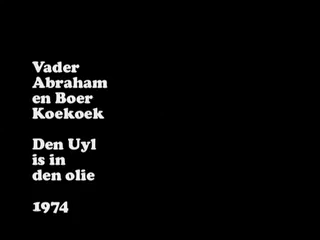 Vader
Abraham
en Boer
Koekoek
Den Uyl
is in
den olie
1974